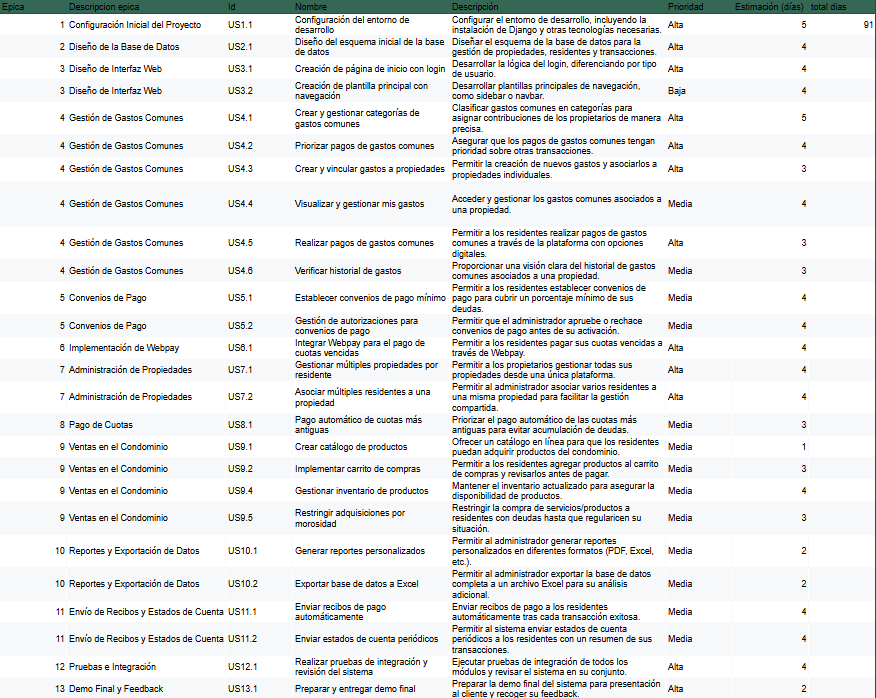 Epica Descripcion epica Id Nombre Descripción Prioridad Estimación (días) total dias
1 Configuración Inicial del Proyecto US1.1 Configuración del entorno de desarrollo Configurar el entorno de desarrollo, incluyendo la instalación de Django y otras tecnologías necesarias. Alta 5 91
2 Diseño de la Base de Datos US2.1 Diseño del esquema inicial de la base de datos Diseñar el esquema de la base de datos para la gestión de propiedades, residentes y transacciones. Alta 4
3 Diseño de Interfaz Web US3.1 Creación de página de inicio con login Desarrollar la lógica del login, diferenciando por tipo de usuario. Alta 4
3 Diseño de Interfaz Web US3.2 Creación de plantilla principal con navegación Desarrollar plantillas principales de navegación, como sidebar o navbar. Baja 4
4 Gestión de Gastos Comunes US4.1 Crear y gestionar categorías de gastos comunes Clasificar gastos comunes en categorías para asignar contribuciones de los propietarios de manera precisa. Alta 5
4 Gestión de Gastos Comunes US4.2 Priorizar pagos de gastos comunes Asegurar que los pagos de gastos comunes tengan prioridad sobre otras transacciones. Alta 4
4 Gestión de Gastos Comunes US4.3 Crear y vincular gastos a propiedades Permitir la creación de nuevos gastos y asociarlos a propiedades individuales. Alta 3
4 Gestión de Gastos Comunes US4.4 Visualizar y gestionar mis gastos Acceder y gestionar los gastos comunes asociados a una propiedad. Media 4
4 Gestión de Gastos Comunes US4.5 Realizar pagos de gastos comunes Permitir a los residentes realizar pagos de gastos comunes a través de la plataforma con opciones digitales. Alta 3
4 Gestión de Gastos Comunes US4.6 Verificar historial de gastos Proporcionar una visión clara del historial de gastos comunes asociados a una propiedad. Media 3
5 Convenios de Pago US5.1 Establecer convenios de pago mínimo Permitir a los residentes establecer convenios de pago para cubrir un porcentaje mínimo de sus deudas. Media 4
5 Convenios de Pago US5.2 Gestión de autorizaciones para convenios de pago Permitir que el administrador apruebe o rechace convenios de pago antes de su activación. Media 4
6 Implementación de Webpay US6.1 Integrar Webpay para el pago de cuotas vencidas Permitir a los residentes pagar sus cuotas vencidas a través de Webpay. Alta 4
7 Administración de Propiedades US7.1 Gestionar múltiples propiedades por residente Permitir a los propietarios gestionar todas sus propiedades desde una única plataforma. Alta 4
7 Administración de Propiedades US7.2 Asociar múltiples residentes a una propiedad Permitir al administrador asociar varios residentes a una misma propiedad para facilitar la gestión compartida. Alta 4
8 Pago de Cuotas US8.1 Pago automático de cuotas más antiguas Priorizar el pago automático de las cuotas más antiguas para evitar acumulación de deudas. Media 3
9 Ventas en el Condominio US9.1 Crear catálogo de productos Ofrecer un catálogo en línea para que los residentes puedan adquirir productos del condominio. Media 1
9 Ventas en el Condominio US9.2 Implementar carrito de compras Permitir a los residentes agregar productos al carrito de compras y revisarlos antes de pagar. Media 3
9 Ventas en el Condominio US9.4 Gestionar inventario de productos Mantener el inventario actualizado para asegurar la disponibilidad de productos. Media 4
9 Ventas en el Condominio US9.5 Restringir adquisiciones por morosidad Restringir la compra de servicios/productos a residentes con deudas hasta que regularicen su situación. Media 3
10 Reportes y Exportación de Datos US10.1 Generar reportes personalizados Permitir al administrador generar reportes personalizados en diferentes formatos (PDF, Excel, etc.). Media 2
10 Reportes y Exportación de Datos US10.2 Exportar base de datos a Excel Permitir al administrador exportar la base de datos completa a un archivo Excel para su análisis adicional. Media 2
11 Envío de Recibos y Estados de Cuenta US11.1 Enviar recibos de pago automáticamente Enviar recibos de pago a los residentes automáticamente tras cada transacción exitosa. Media 4
11 Envío de Recibos y Estados de Cuenta US11.2 Enviar estados de cuenta periódicos Permitir al sistema enviar estados de cuenta periódicos a los residentes con un resumen de sus transacciones. Media 4
12 Pruebas e Integración US12.1 Realizar pruebas de integración y revisión del sistema Ejecutar pruebas de integración de todos los módulos y revisar el sistema en su conjunto. Alta 4
13 Demo Final y Feedback US13.1 Preparar y entregar demo final Preparar la demo final del sistema para presentación al cliente y recoger su feedback. Alta 2